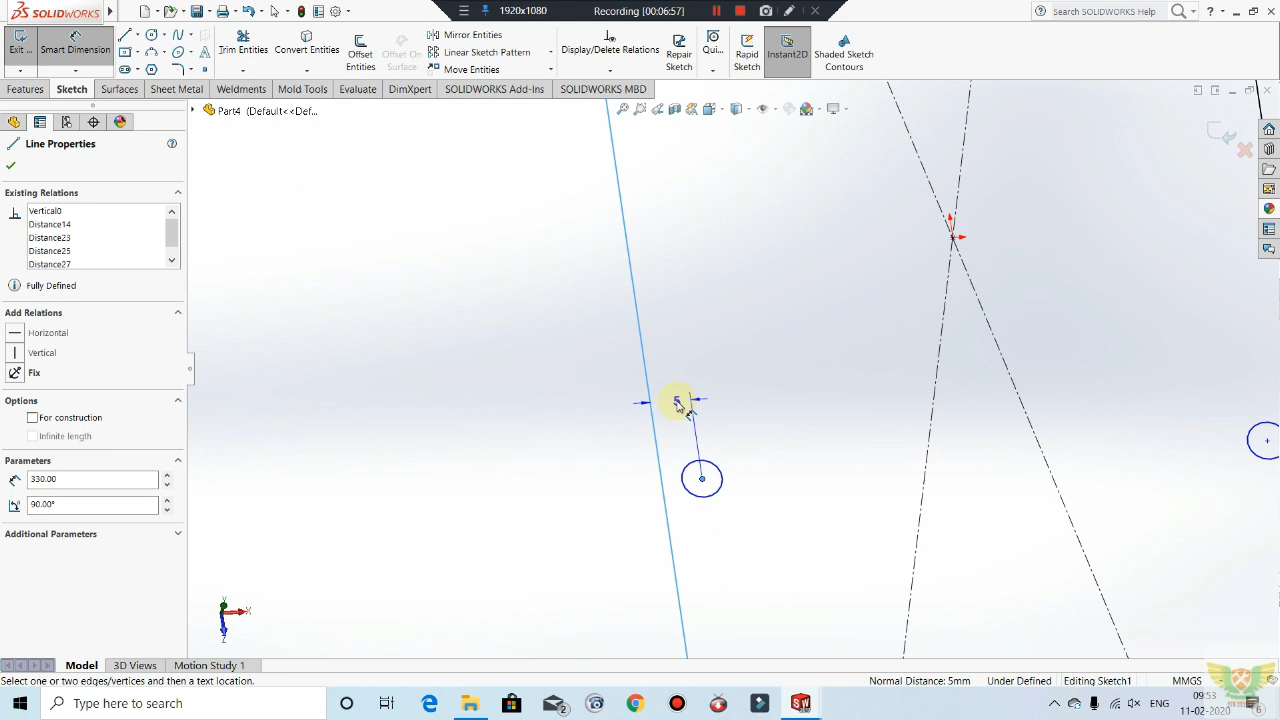 SOLIDWORKS
1920x1080
Recording [00:06:57]
Search SOLIDWORKS Help
Exit ...
Smart Dimension
Trim Entities
Convert Entities
Offset Entities
Offset On Surface
Mirror Entities
Linear Sketch Pattern
Move Entities
Display/Delete Relations
Repair Sketch
Qui...
Rapid Sketch
Instant2D
Shaded Sketch Contours
Features
Sketch
Surfaces
Sheet Metal
Weldments
Mold Tools
Evaluate
DimXpert
SOLIDWORKS Add-Ins
SOLIDWORKS MBD
Part4 (Default<<Def...
Line Properties
Existing Relations
Vertical0
Distance14
Distance23
Distance25
Distance27
Fully Defined
Add Relations
Horizontal
Vertical
Fix
Options
For construction
Infinite length
Parameters
330.00
90.00°
Additional Parameters
5
Y
X
Z
Model
3D Views
Motion Study 1
Select one or two edges/vertices and then a text location.
Normal Distance: 5mm
Under Defined
Editing Sketch1
MMGS
Type here to search
2
SW
ENG
09:53
11-02-2020
6